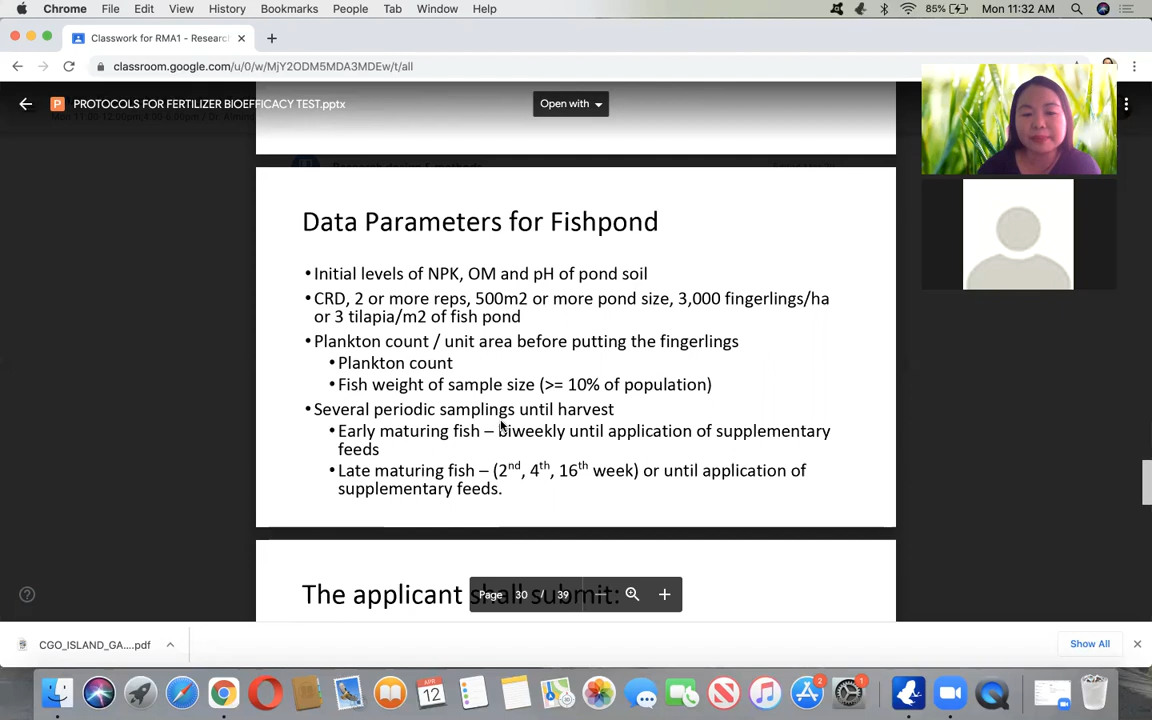 Chrome File Edit View History Bookmarks People Tab Window Help 85% Mon 11:32 AM
Classwork for RMA1 - Researc
classroom.google.com/u/0/w/MjY2ODM5MDA3MDEw/t/all
P PROTOCOLS FOR FERTILIZER BIOEFFICACY TEST.pptx Open with
Data Parameters for Fishpond
•Initial levels of NPK, OM and pH of pond soil
•CRD, 2 or more reps, 500m2 or more pond size, 3,000 fingerlings/ha
or 3 tilapia/m2 of fish pond
•Plankton count / unit area before putting the fingerlings
•Plankton count
•Fish weight of sample size (>= 10% of population)
•Several periodic samplings until harvest
•Early maturing fish – biweekly until application of supplementary
feeds
•Late maturing fish – (2nd, 4th, 16th week) or until application of
supplementary feeds.
The applicant shall submit:
Page 30 / 39
CGO_ISLAND_GA....pdf Show All
APR
12
2
1